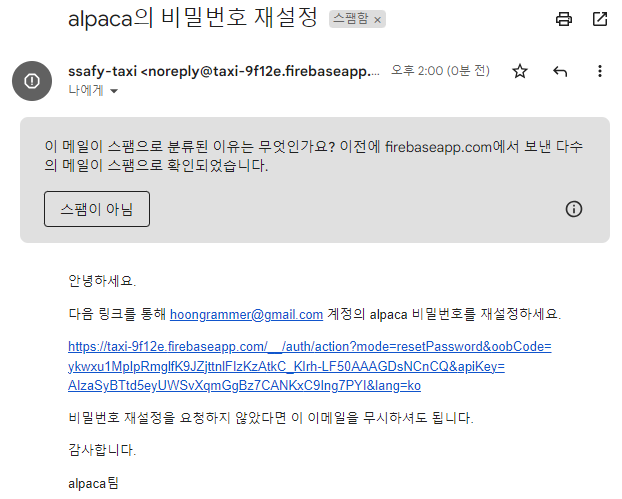 alpaca의 비밀번호 재설정 스팸함 ×
ssafy-taxi <noreply@taxi-9f12e.firebaseapp.... 오후 2:00 (0분 전)
나에게
이 메일이 스팸으로 분류된 이유는 무엇인가요? 이전에 firebaseapp.com에서 보낸 다수
의 메일이 스팸으로 확인되었습니다.
스팸이 아님
안녕하세요.
다음 링크를 통해 hoongrammer@gmail.com 계정의 alpaca 비밀번호를 재설정하세요.
https://taxi-9f12e.firebaseapp.com/__/auth/action?mode=resetPassword&oobCode=
ykwxu1MpIpRmglfK9JZjttnlFIzKzAtkC_KIrh-LF50AAAGDsNCnCQ&apiKey=
AIzaSyBTtd5eyUWSvXqmGgBz7CANKxC9Ing7PYI&lang=ko
비밀번호 재설정을 요청하지 않았다면 이 이메일을 무시하셔도 됩니다.
감사합니다.
alpaca팀